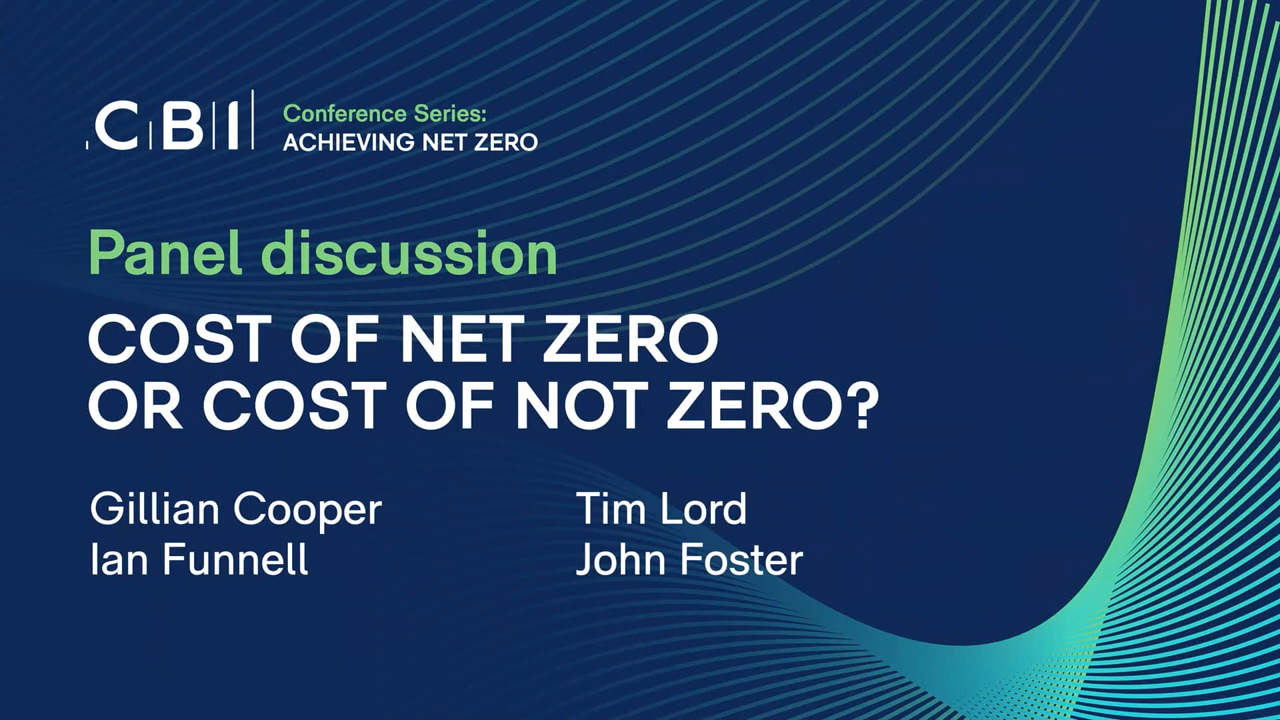 CBI
Conference Series:
ACHIEVING NET ZERO
Panel discussion
COST OF NET ZERO
OR COST OF NOT ZERO?
Gillian Cooper
Ian Funnell
Tim Lord
John Foster